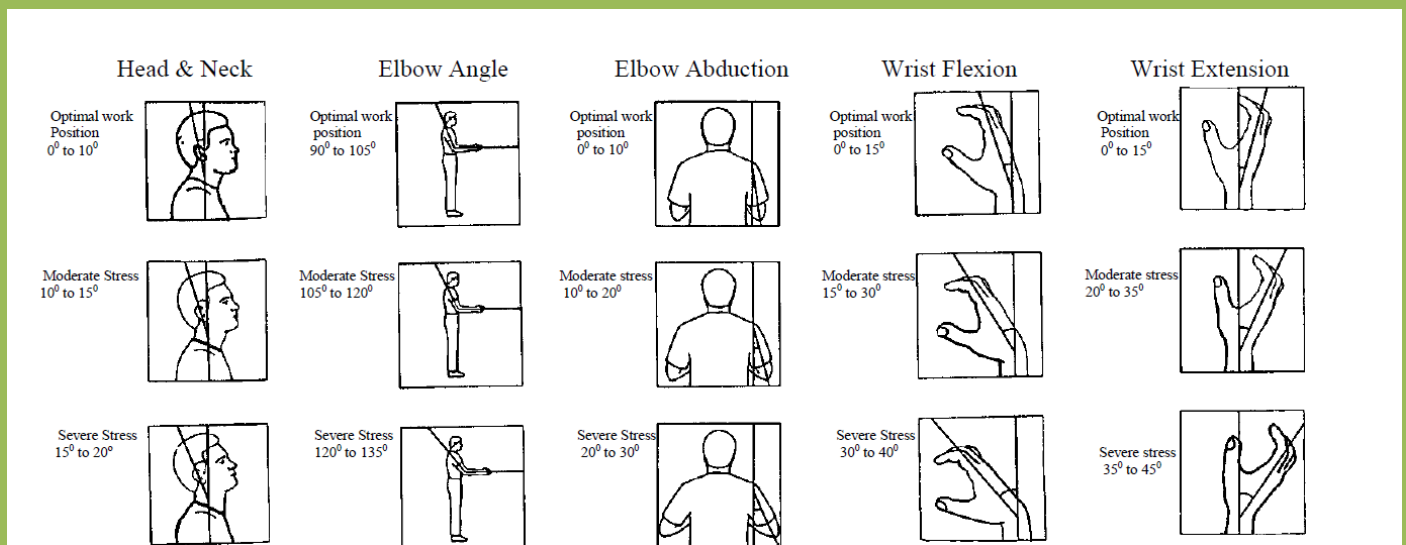 Head & Neck
Elbow Angle
Elbow Abduction
Wrist Flexion
Wrist Extension
Optimal work
Position
0⁰ to 10⁰
Optimal work
position
90⁰ to 105⁰
Optimal work
position
0⁰ to 10⁰
Optimal work
position
0⁰ to 15⁰
Optimal work
Position
0⁰ to 15⁰
Moderate Stress
10⁰ to 15⁰
Moderate Stress
105⁰ to 120⁰
Moderate stress
10⁰ to 20⁰
Moderate stress
15⁰ to 30⁰
Moderate stress
20⁰ to 35⁰
Severe Stress
15⁰ to 20⁰
Severe Stress
120⁰ to 135⁰
Severe Stress
20⁰ to 30⁰
Severe Stress
30⁰ to 40⁰
Severe stress
35⁰ to 45⁰